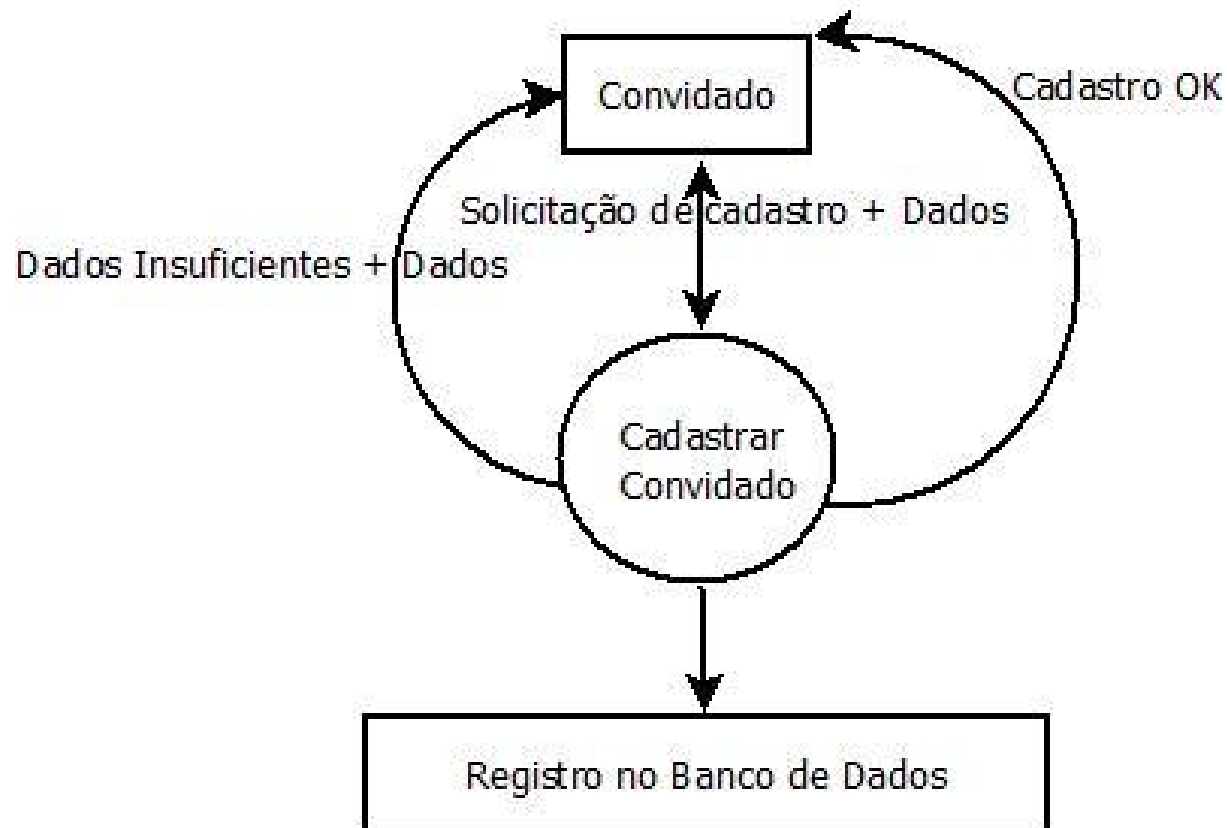 Convidado
Cadastro OK
Solicitação de cadastro + Dados
Dados Insuficientes + Dados
Cadastrar
Convidado
Registro no Banco de Dados